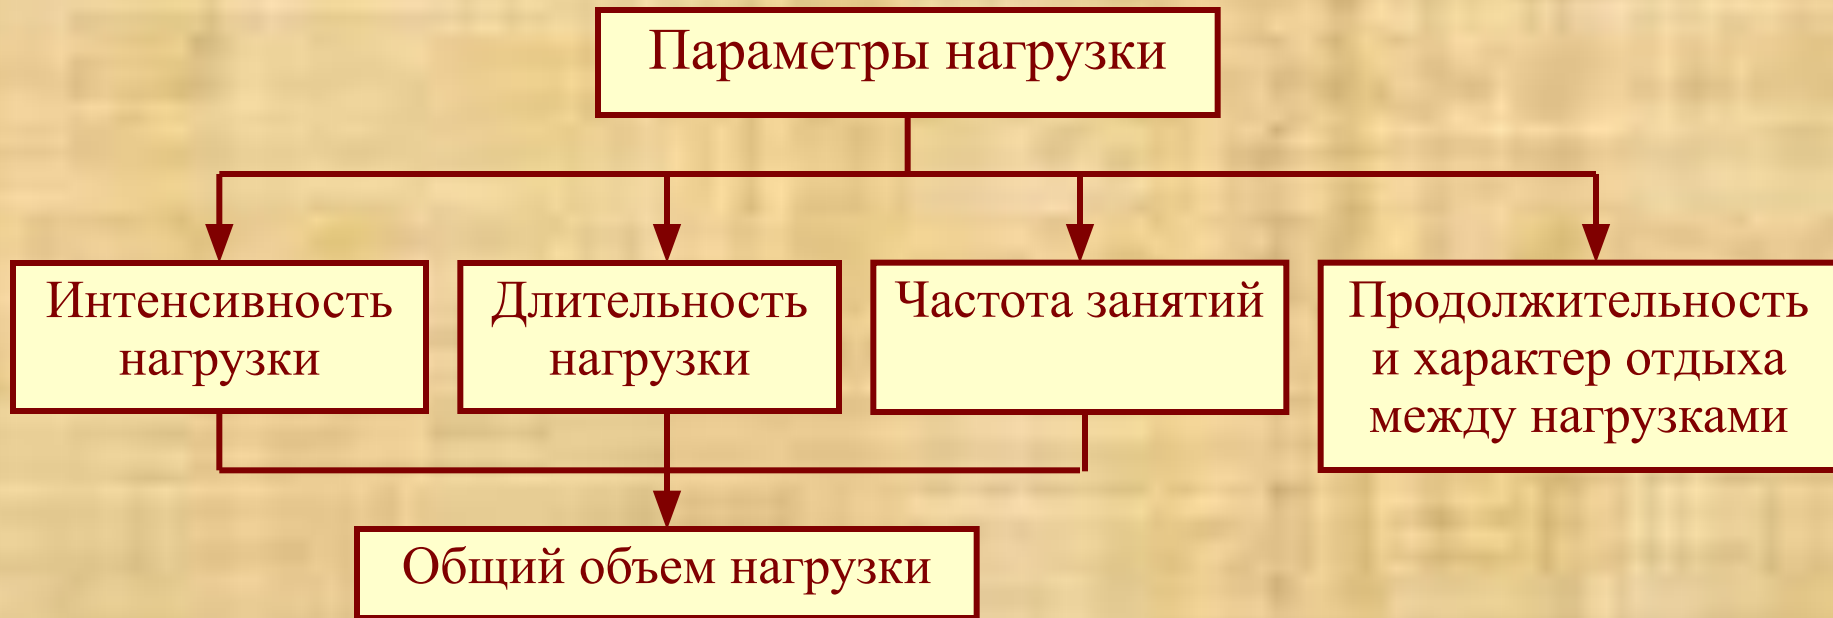 Параметры нагрузки
Интенсивность
нагрузки
Длительность
нагрузки
Частота занятий
Продолжительность
и характер отдыха
между нагрузками
Общий объем нагрузки